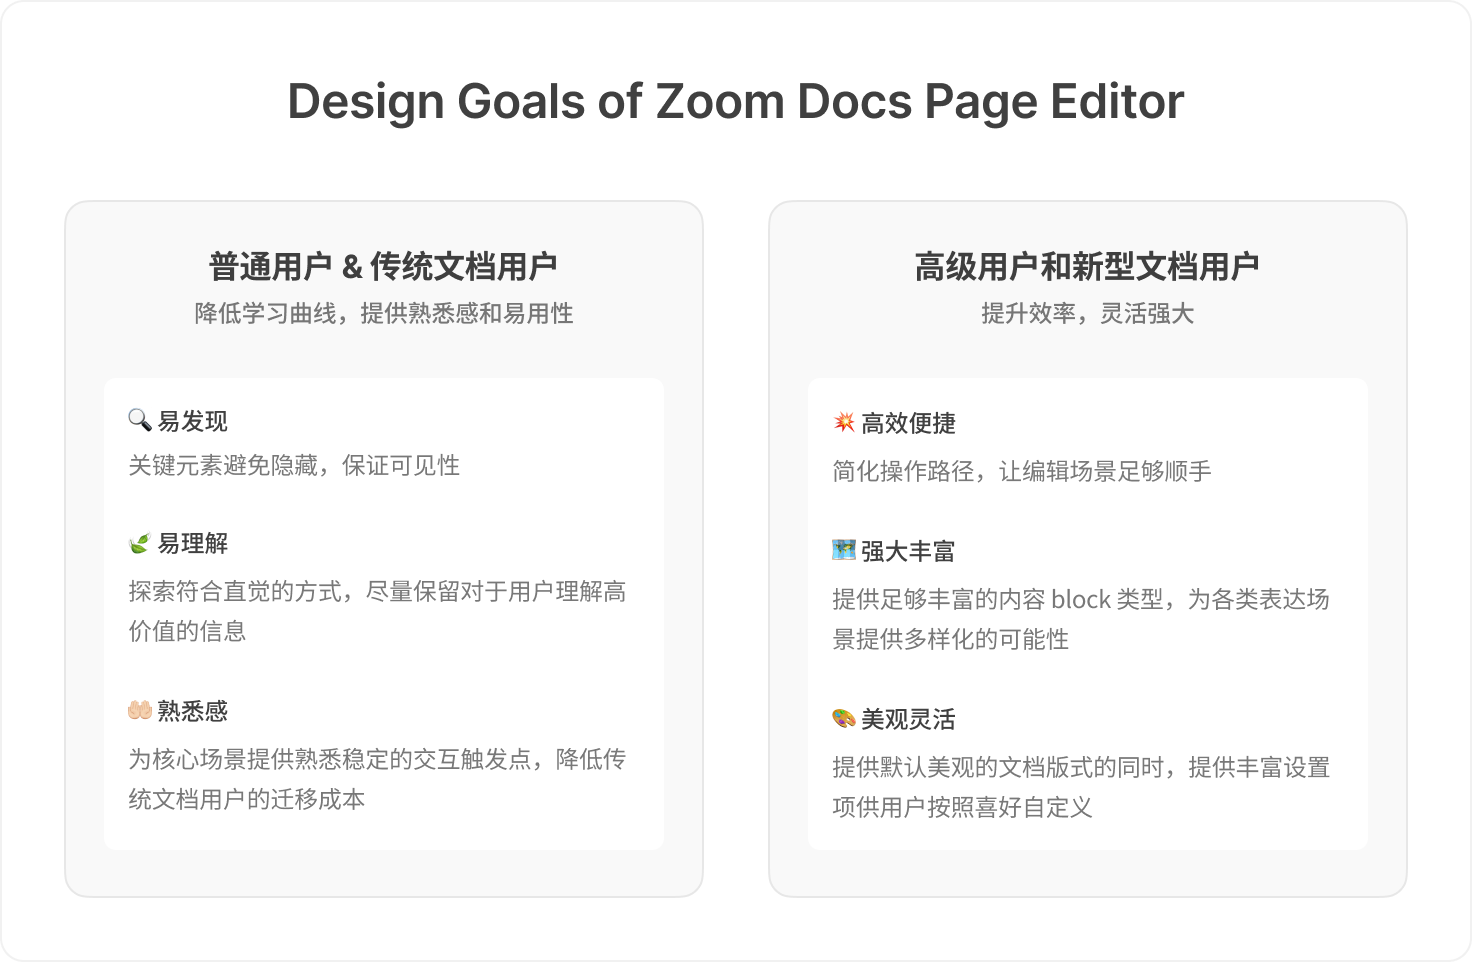 Design Goals of Zoom Docs Page Editor
普通用户 & 传统文档用户
降低学习曲线，提供熟悉感和易用性
🔍 易发现
关键元素避免隐藏，保证可见性
🍃 易理解
探索符合直觉的方式，尽量保留对于用户理解高
价值的信息
🤲🏻 熟悉感
为核心场景提供熟悉稳定的交互触发点，降低传
统文档用户的迁移成本
高级用户和新型文档用户
提升效率，灵活强大
💥 高效便捷
简化操作路径，让编辑场景足够顺手
🗺️ 强大丰富
提供足够丰富的内容 block 类型，为各类表达场
景提供多样化的可能性
🎨 美观灵活
提供默认美观的文档版式的同时，提供丰富设置
项供用户按照喜好自定义